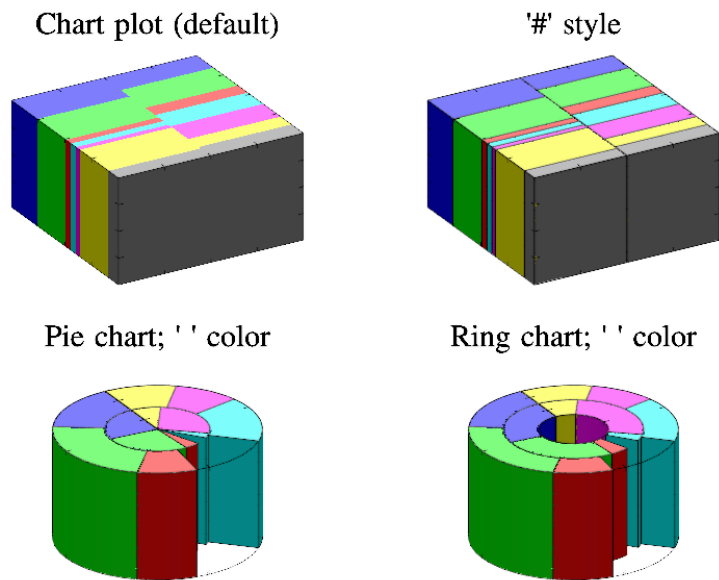 Chart plot (default)
'#' style
Pie chart; ' ' color
Ring chart; ' ' color